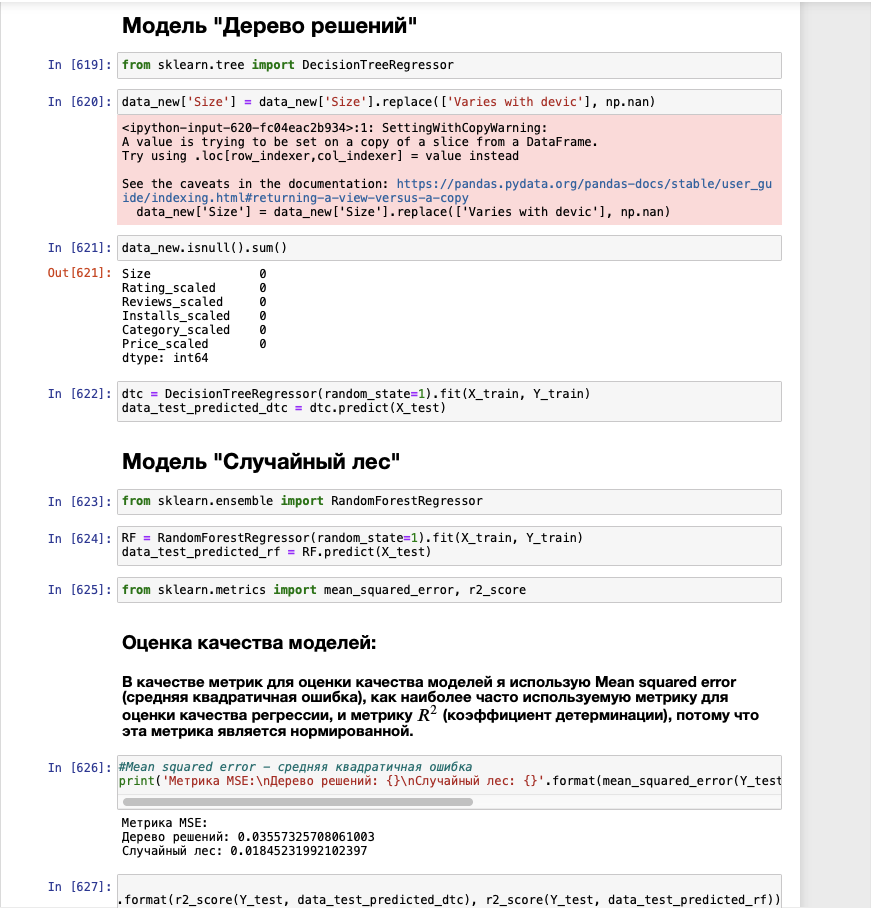 Модель "Дерево решений"
In [619]: from sklearn.tree import DecisionTreeRegressor
In [620]: data_new['Size'] = data_new['Size'].replace(['Varies with devic'], np.nan)
<ipython-input-620-fc04eac2b934>:1: SettingWithCopyWarning:
A value is trying to be set on a copy of a slice from a DataFrame.
Try using .loc[row_indexer,col_indexer] = value instead
See the caveats in the documentation: https://pandas.pydata.org/pandas-docs/stable/user_gu
ide/indexing.html#returning-a-view-versus-a-copy
data_new['Size'] = data_new['Size'].replace(['Varies with devic'], np.nan)
In [621]: data_new.isnull().sum()
Out[621]: Size 0
Rating_scaled 0
Reviews_scaled 0
Installs_scaled 0
Category_scaled 0
Price_scaled 0
dtype: int64
In [622]: dtc = DecisionTreeRegressor(random_state=1).fit(X_train, Y_train)
data_test_predicted_dtc = dtc.predict(X_test)
Модель "Случайный лес"
In [623]: from sklearn.ensemble import RandomForestRegressor
In [624]: RF = RandomForestRegressor(random_state=1).fit(X_train, Y_train)
data_test_predicted_rf = RF.predict(X_test)
In [625]: from sklearn.metrics import mean_squared_error, r2_score
Оценка качества моделей:
В качестве метрик для оценки качества моделей я использую Mean squared error
(средняя квадратичная ошибка), как наиболее часто используемую метрику для
оценки качества регрессии, и метрику R² (коэффициент детерминации), потому что
эта метрика является нормированной.
In [626]: #Mean squared error – средняя квадратичная ошибка
print('Метрика MSE:\nДерево решений: {}\nСлучайный лес: {}'.format(mean_squared_error(Y_test
Метрика MSE:
Дерево решений: 0.03557325708061003
Случайный лес: 0.01845231992102397
In [627]:
.format(r2_score(Y_test, data_test_predicted_dtc), r2_score(Y_test, data_test_predicted_rf))